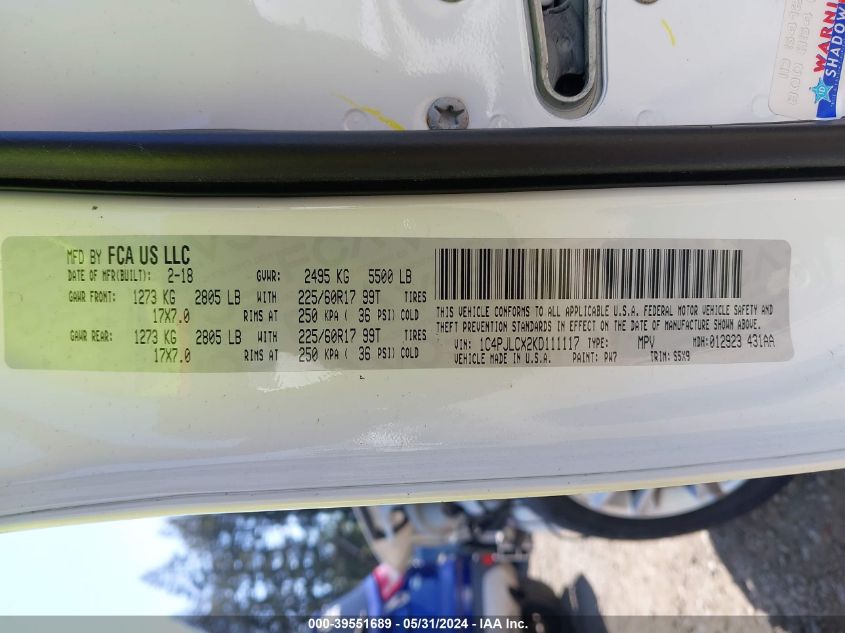 WARNIN
SHADOW
MFD BY FCA US LLC
DATE OF MFR(BUILT): 2-18 GVWR: 2495 KG 5500 LB
GAWR FRONT: 1273 KG 2805 LB WITH 225/60R17 99T TIRES
17X7.0 RIMS AT 250 KPA ( 36 PSI) COLD
GAWR REAR: 1273 KG 2805 LB WITH 225/60R17 99T TIRES
17X7.0 RIMS AT 250 KPA ( 36 PSI) COLD
THIS VEHICLE CONFORMS TO ALL APPLICABLE U.S.A. FEDERAL MOTOR VEHICLE SAFETY AND
THEFT PREVENTION STANDARDS IN EFFECT ON THE DATE OF MANUFACTURE SHOWN ABOVE.
VIN: 1C4PJLCX2KD111117 TYPE: MPV MDH: 012923 431AA
VEHICLE MADE IN U.S.A. PAINT: PW7 TRIM: S5X9
000-39551689 - 05/31/2024 - IAA Inc.